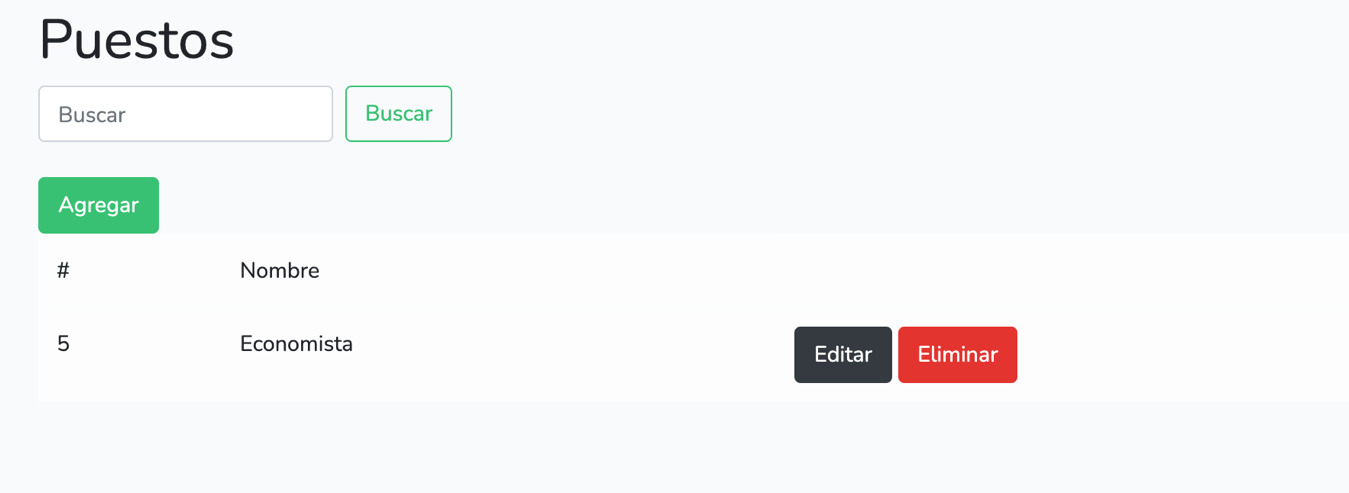 Puestos
Buscar Buscar
Agregar
# Nombre
5 Economista Editar Eliminar